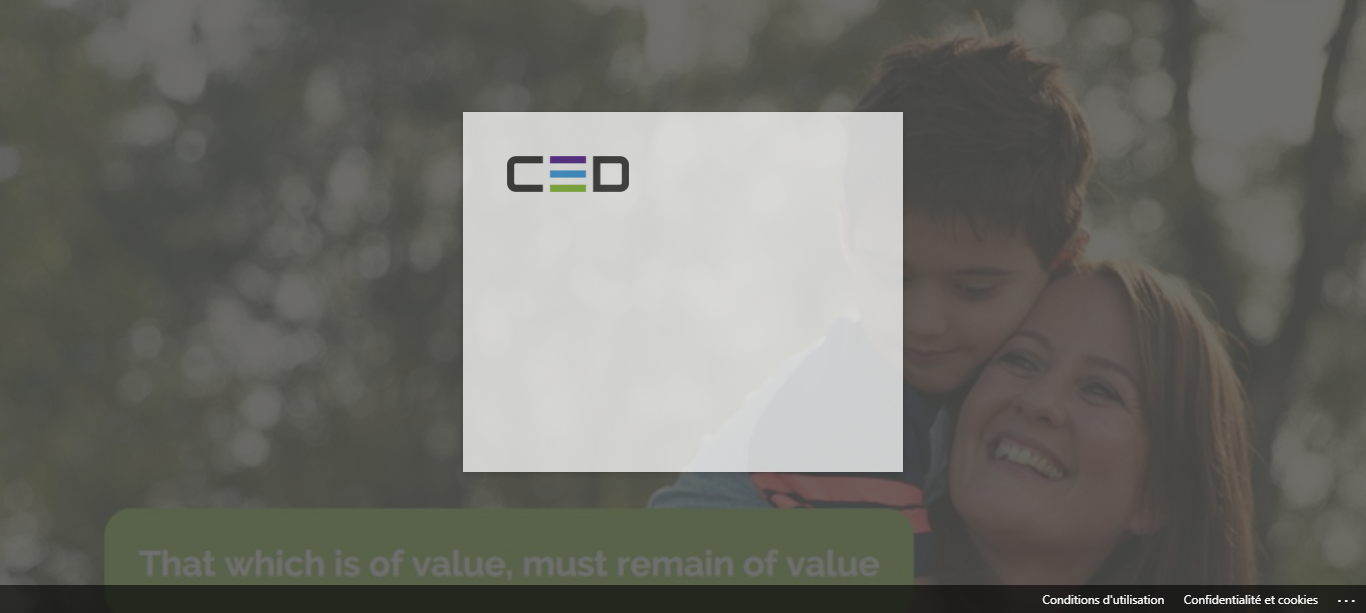 CED
That which is of value, must remain of value
Conditions d'utilisation Confidentialité et cookies ...